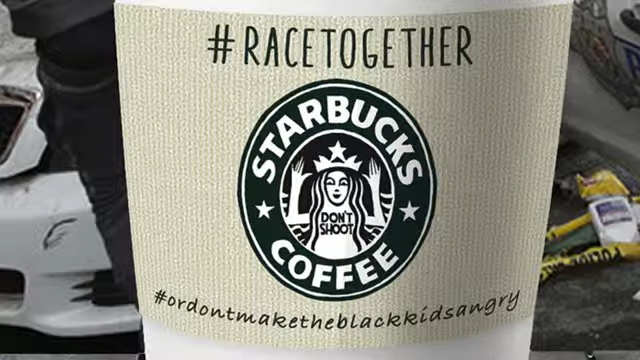 #RACETOGETHER
STARBUCKS
DON'T
SHOOT
COFFEE
#ordontmaketheblackkidsangry